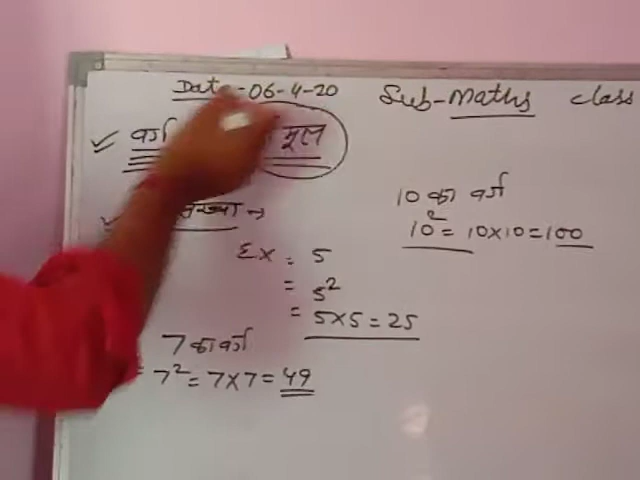 Date-06-4-20 Sub-Maths class
वर्ग मूल
संख्या →
10 का वर्ग
10² = 10×10=100
Ex = 5
= 5²
= 5×5=25
7 का वर्ग
= 7² = 7×7= 49